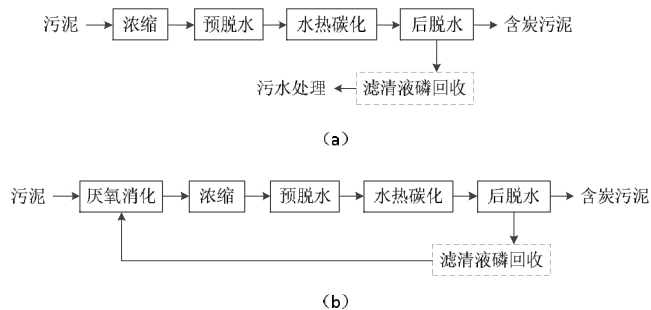 污泥 浓缩 预脱水 水热碳化 后脱水 含炭污泥
污水处理 滤清液磷回收
（a）
污泥 厌氧消化 浓缩 预脱水 水热碳化 后脱水 含炭污泥
滤清液磷回收
（b）